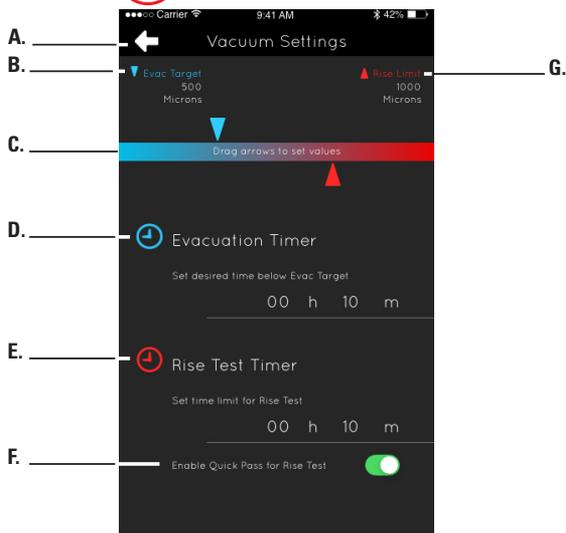 Carrier 9:41 AM 42%
A. Vacuum Settings
B. Evac Target Rise Limit G.
500 1000
Microns Microns
C. Drag arrows to set values
D. Evacuation Timer
Set desired time below Evac Target
00 h 10 m
E. Rise Test Timer
Set time limit for Rise Test
00 h 10 m
F. Enable Quick Pass for Rise Test